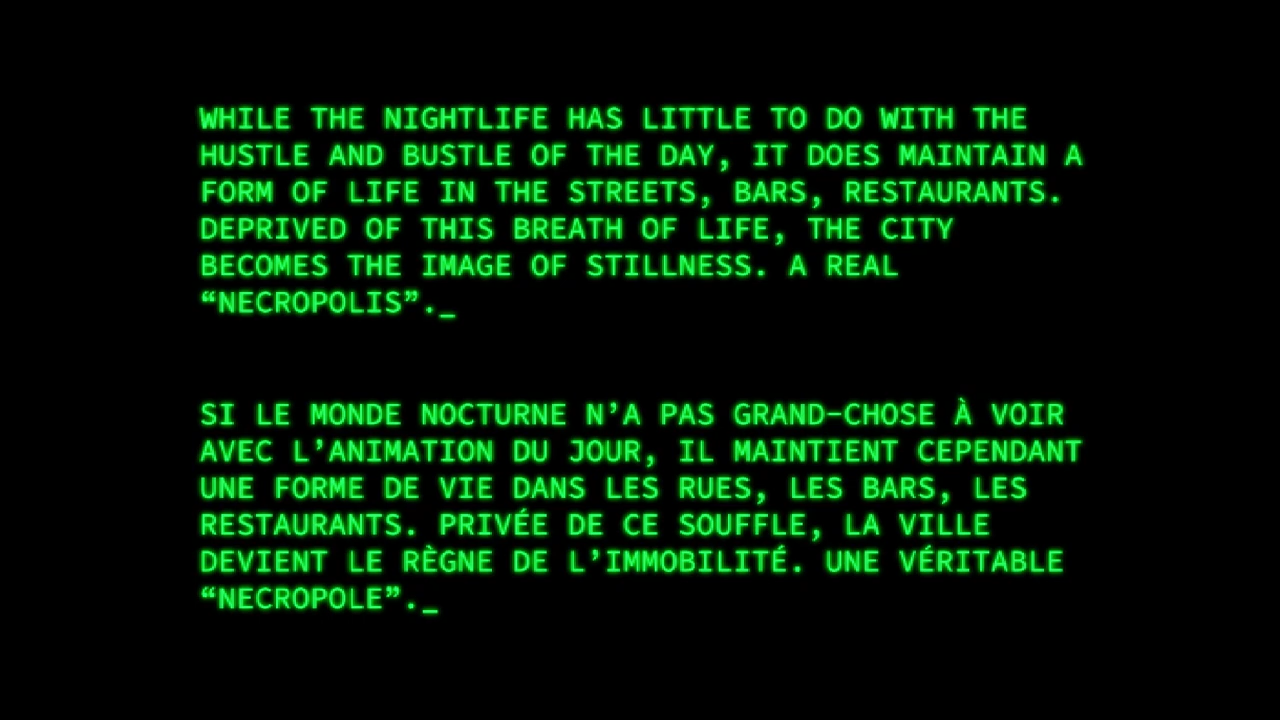 WHILE THE NIGHTLIFE HAS LITTLE TO DO WITH THE
HUSTLE AND BUSTLE OF THE DAY, IT DOES MAINTAIN A
FORM OF LIFE IN THE STREETS, BARS, RESTAURANTS.
DEPRIVED OF THIS BREATH OF LIFE, THE CITY
BECOMES THE IMAGE OF STILLNESS. A REAL
“NECROPOLIS”._
SI LE MONDE NOCTURNE N’A PAS GRAND-CHOSE À VOIR
AVEC L’ANIMATION DU JOUR, IL MAINTIENT CEPENDANT
UNE FORME DE VIE DANS LES RUES, LES BARS, LES
RESTAURANTS. PRIVÉE DE CE SOUFFLE, LA VILLE
DEVIENT LE RÈGNE DE L’IMMOBILITÉ. UNE VÉRITABLE
“NECROPOLE”._